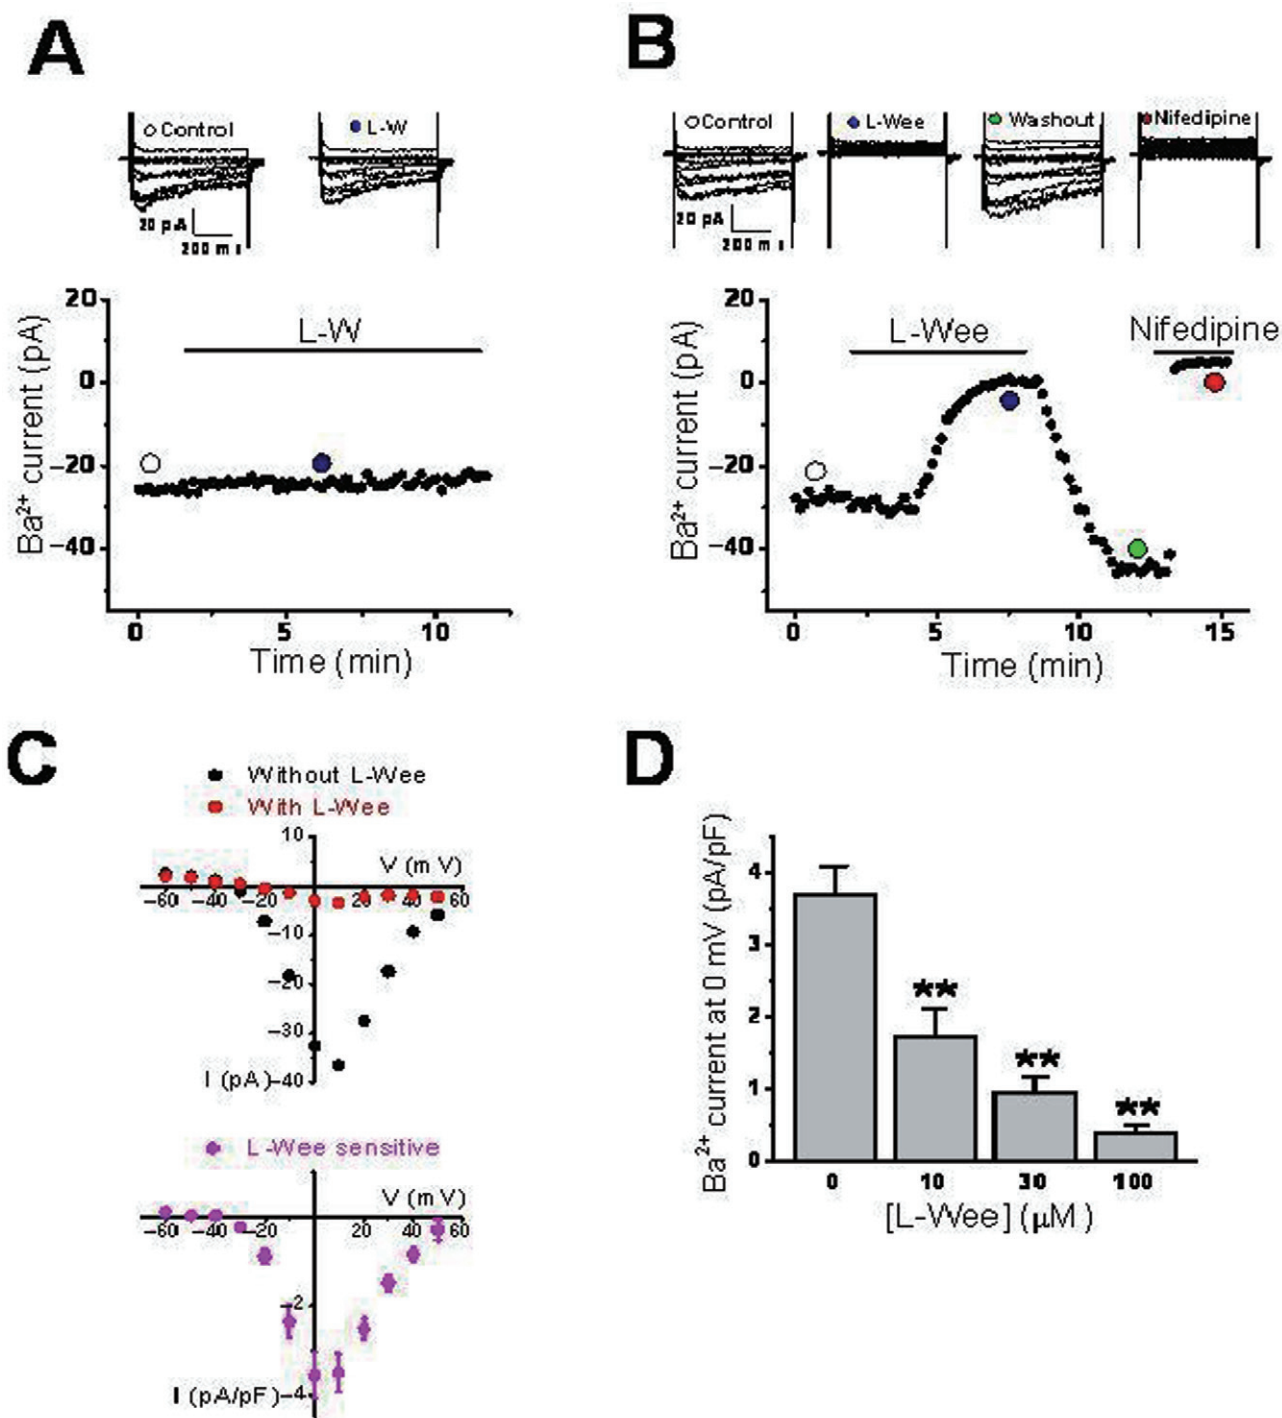 A
B
Control
L-W
20 pA
200 m
Control
L-Wee
Washout
Nifedipine
20 pA
200 m
20
0
−20
−40
Ba²⁺ current (pA)
L-W
0 5 10
Time (min)
20
0
−20
−40
Ba²⁺ current (pA)
L-Wee
Nifedipine
0 5 10 15
Time (min)
C
Without L-Wee
With L-Wee
10
V (mV)
−60 −40 −20 20 40 60
−10
−20
−30
I (pA) −40
L-Wee sensitive
V (mV)
−60 −40 −20 20 40 60
−2
I (pA/pF) −4
D
Ba²⁺ current at 0 mV (pA/pF)
4
3
2
1
0
**
**
**
0 10 30 100
[L-Wee] (µM)